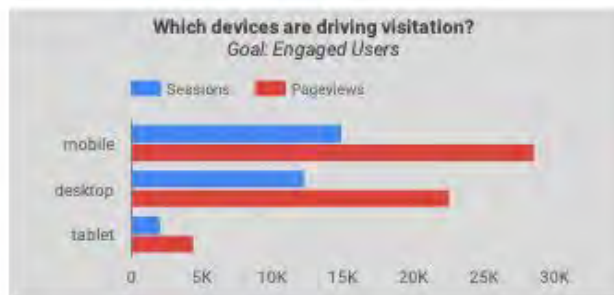 Which devices are driving visitation?
Goal: Engaged Users
Sessions Pageviews
mobile
desktop
tablet
0 5K 10K 15K 20K 25K 30K